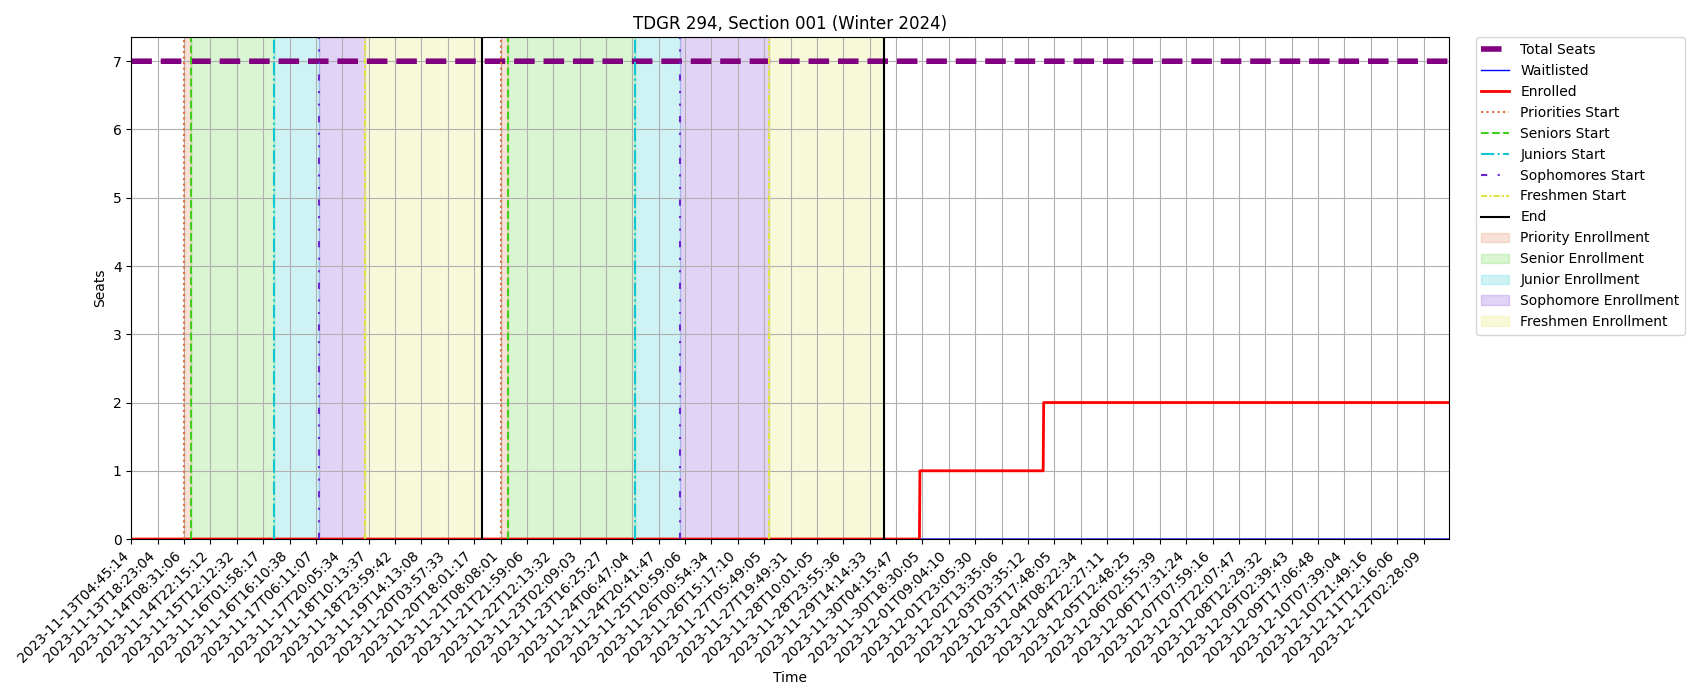 TDGR 294, Section 001 (Winter 2024)
Seats
7
6
5
4
3
2
1
0
2023-11-13T04:45:14
2023-11-13T18:23:04
2023-11-14T08:31:06
2023-11-14T22:15:12
2023-11-15T12:12:32
2023-11-16T01:58:17
2023-11-16T16:10:38
2023-11-17T06:11:07
2023-11-17T20:05:34
2023-11-18T10:13:37
2023-11-18T23:59:42
2023-11-19T14:13:08
2023-11-20T03:57:33
2023-11-20T18:01:17
2023-11-21T08:08:01
2023-11-21T21:59:06
2023-11-22T12:13:32
2023-11-23T02:09:03
2023-11-23T16:25:27
2023-11-24T06:47:04
2023-11-24T20:41:47
2023-11-25T10:59:06
2023-11-26T00:54:34
2023-11-26T15:17:10
2023-11-27T05:49:05
2023-11-27T19:49:31
2023-11-28T10:01:05
2023-11-28T23:55:36
2023-11-29T14:14:33
2023-11-30T04:15:47
2023-11-30T18:30:05
2023-12-01T09:04:10
2023-12-01T23:05:30
2023-12-02T13:35:06
2023-12-03T03:35:12
2023-12-03T17:48:05
2023-12-04T08:22:34
2023-12-04T22:27:11
2023-12-05T12:48:25
2023-12-06T02:55:39
2023-12-06T17:31:24
2023-12-07T07:59:16
2023-12-07T22:07:47
2023-12-08T12:29:32
2023-12-09T02:39:43
2023-12-09T17:06:48
2023-12-10T07:39:04
2023-12-10T21:49:16
2023-12-11T12:16:06
2023-12-12T02:28:09
Time
Total Seats
Waitlisted
Enrolled
Priorities Start
Seniors Start
Juniors Start
Sophomores Start
Freshmen Start
End
Priority Enrollment
Senior Enrollment
Junior Enrollment
Sophomore Enrollment
Freshmen Enrollment